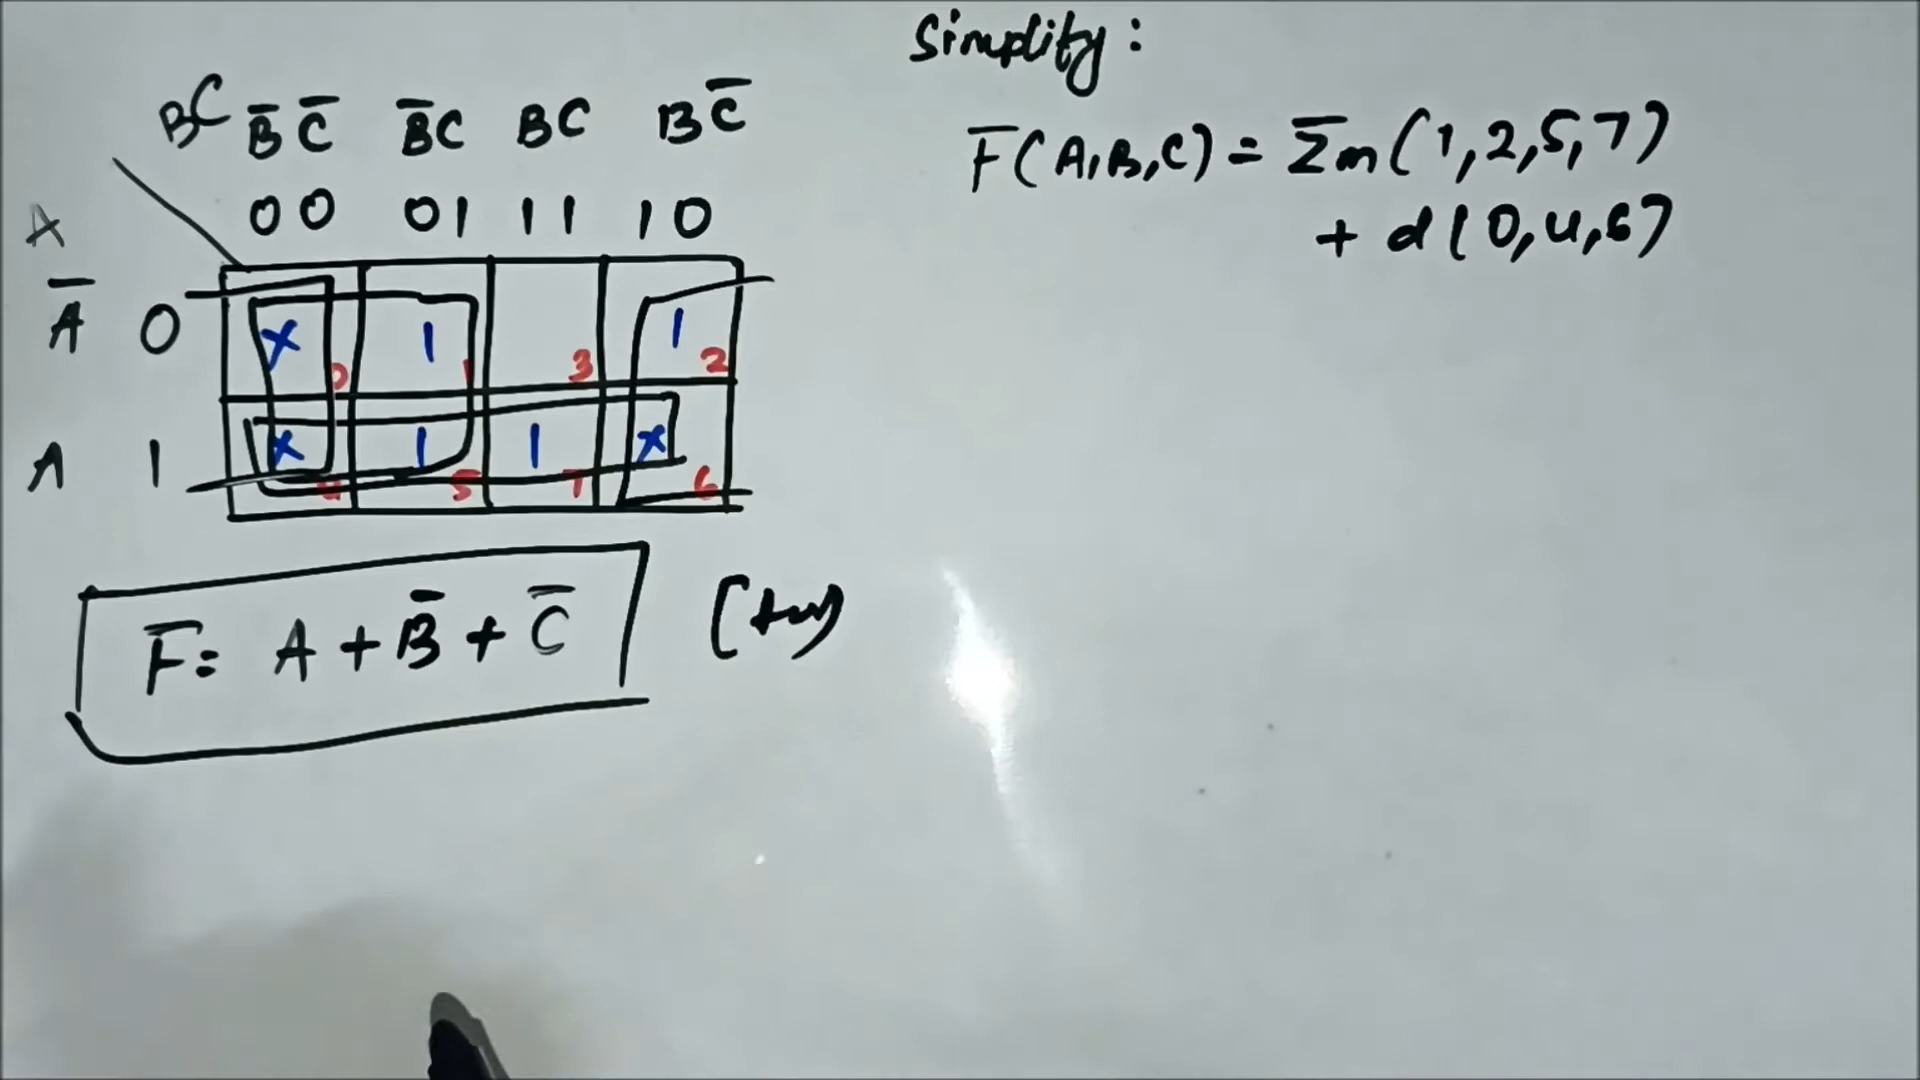 Simplify:
F(A,B,C) = Σm(1,2,5,7)
+ d(0,4,6)
BC B̅C̅ B̅C BC BC̅
A 00 01 11 10
A̅ 0 X 1 1
0 1 3 2
A 1 X 1 1 X
4 5 7 6
F = A + B̅ + C̅